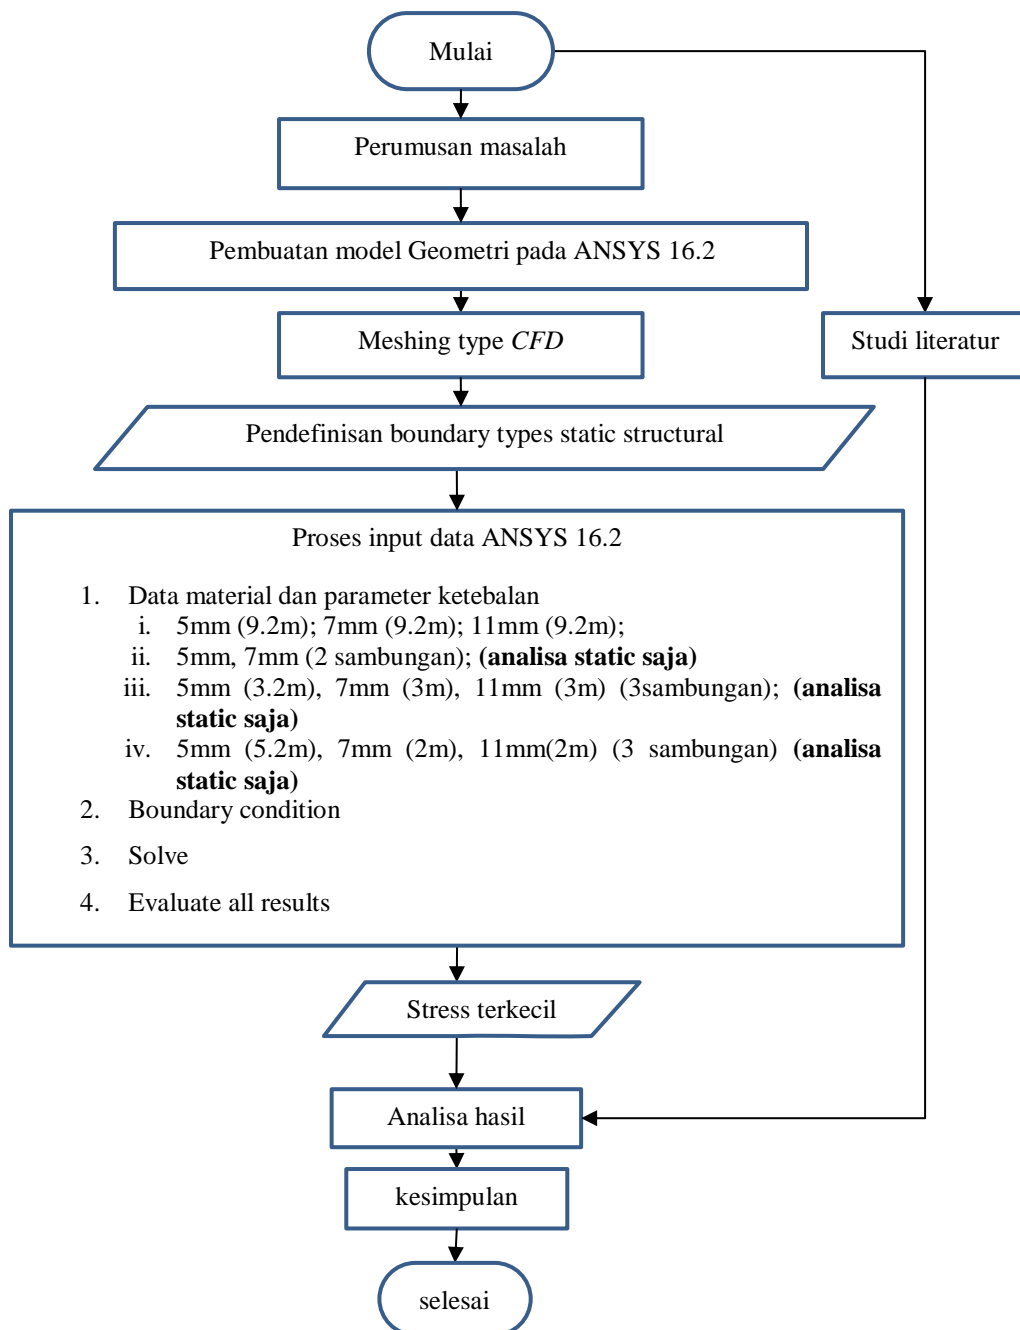 Mulai
Perumusan masalah
Pembuatan model Geometri pada ANSYS 16.2
Meshing type CFD
Studi literatur
Pendefinisan boundary types static structural
Proses input data ANSYS 16.2
1. Data material dan parameter ketebalan
i. 5mm (9.2m); 7mm (9.2m); 11mm (9.2m);
ii. 5mm, 7mm (2 sambungan); (analisa static saja)
iii. 5mm (3.2m), 7mm (3m), 11mm (3m) (3sambungan); (analisa
static saja)
iv. 5mm (5.2m), 7mm (2m), 11mm(2m) (3 sambungan) (analisa
static saja)
2. Boundary condition
3. Solve
4. Evaluate all results
Stress terkecil
Analisa hasil
kesimpulan
selesai